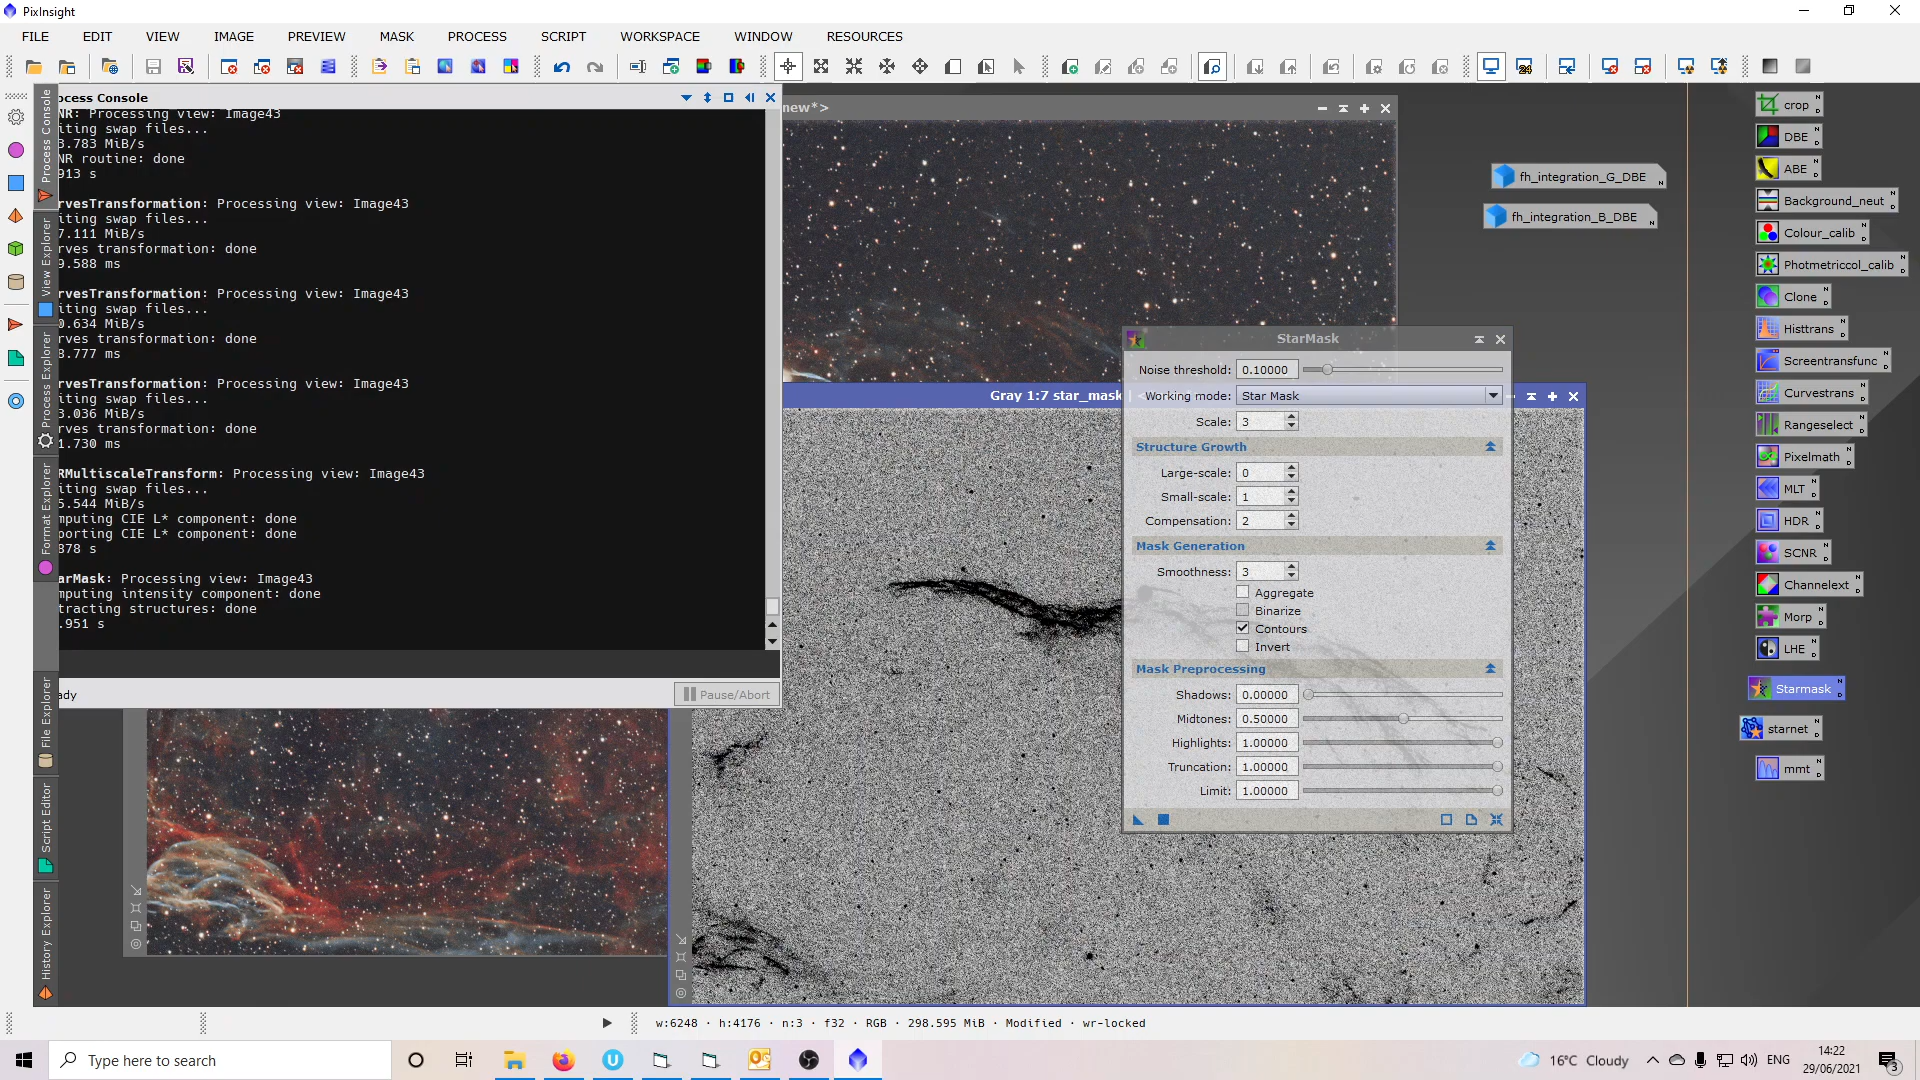 PixInsight
FILE EDIT VIEW IMAGE PREVIEW MASK PROCESS SCRIPT WORKSPACE WINDOW RESOURCES
24
ocess Console
NR: Processing view: Image43
iting swap files...
3.783 MiB/s
NR routine: done
913 s
rvesTransformation: Processing view: Image43
iting swap files...
7.111 MiB/s
rves transformation: done
9.588 ms
rvesTransformation: Processing view: Image43
iting swap files...
0.634 MiB/s
rves transformation: done
8.777 ms
rvesTransformation: Processing view: Image43
iting swap files...
3.036 MiB/s
rves transformation: done
1.730 ms
RMultiscaleTransform: Processing view: Image43
iting swap files...
5.544 MiB/s
mputing CIE L* component: done
porting CIE L* component: done
878 s
arMask: Processing view: Image43
mputing intensity component: done
tracting structures: done
.951 s
ady
Pause/Abort
Process Console
View Explorer
Process Explorer
Format Explorer
File Explorer
Script Editor
History Explorer
new*>
Gray 1:7 star_mask
StarMask
Noise threshold: 0.10000
Working mode: Star Mask
Scale: 3
Structure Growth
Large-scale: 0
Small-scale: 1
Compensation: 2
Mask Generation
Smoothness: 3
Aggregate
Binarize
Contours
Invert
Mask Preprocessing
Shadows: 0.00000
Midtones: 0.50000
Highlights: 1.00000
Truncation: 1.00000
Limit: 1.00000
fh_integration_G_DBE
fh_integration_B_DBE
crop
DBE
ABE
Background_neut
Colour_calib
Photmetriccol_calib
Clone
Histtrans
Screentransfunc
Curvestrans
Rangeselect
Pixelmath
MLT
HDR
SCNR
Channelext
Morp
LHE
Starmask
starnet
mmt
w:6248 · h:4176 · n:3 · f32 · RGB · 298.595 MiB · Modified · wr-locked
Type here to search
16°C Cloudy
ENG
14:22
29/06/2021
3